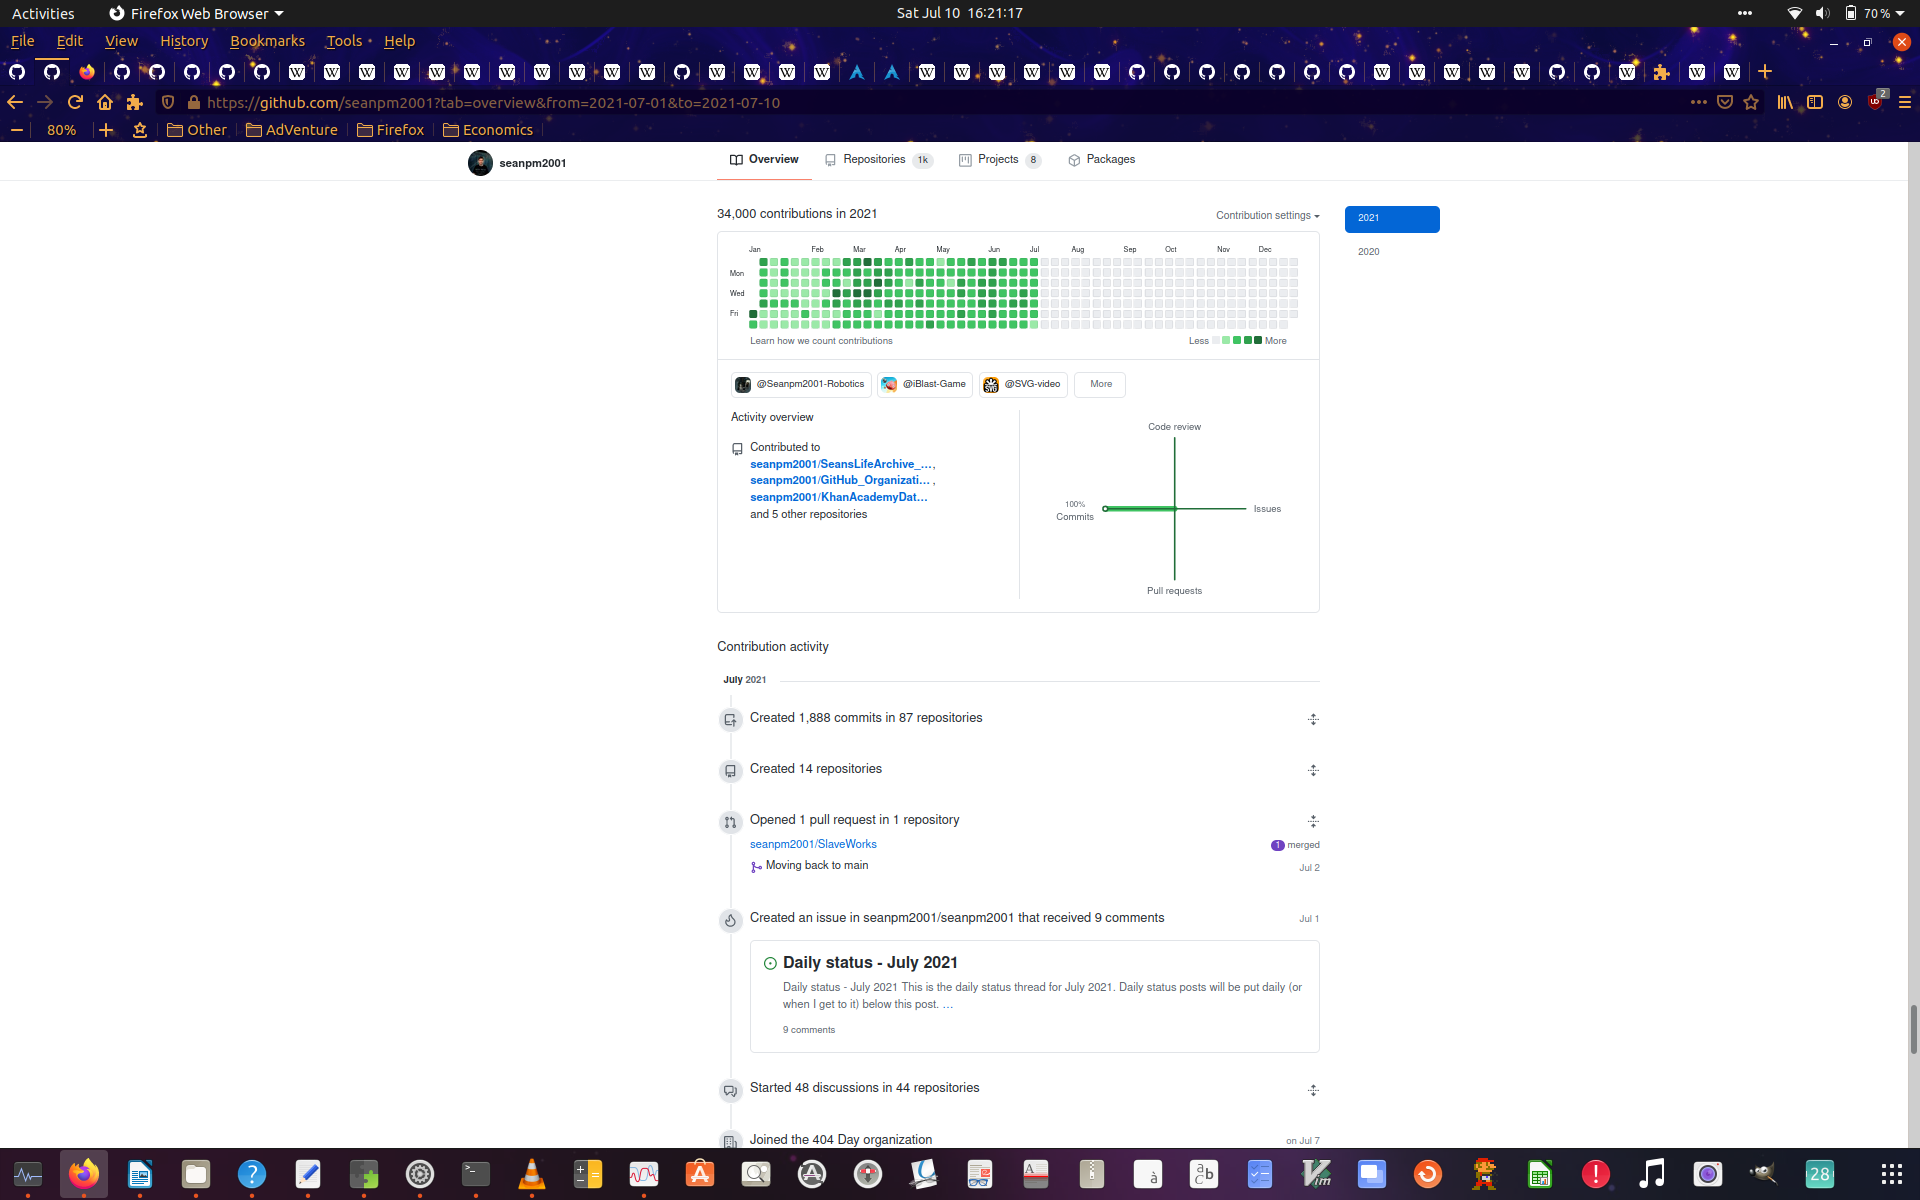 Activities
Firefox Web Browser
Sat Jul 10 16:21:17
70 %
File Edit View History Bookmarks Tools Help
https://github.com/seanpm2001?tab=overview&from=2021-07-01&to=2021-07-10
2
80%
Other
AdVenture
Firefox
Economics
seanpm2001
Overview
Repositories 1k
Projects 8
Packages
34,000 contributions in 2021
Contribution settings
2021
2020
Jan Feb Mar Apr May Jun Jul Aug Sep Oct Nov Dec
Mon
Wed
Fri
Learn how we count contributions
Less More
@Seanpm2001-Robotics
@iBlast-Game
@SVG-video
More
Activity overview
Contributed to
seanpm2001/SeansLifeArchive_…,
seanpm2001/GitHub_Organizati… ,
seanpm2001/KhanAcademyDat…
and 5 other repositories
Code review
100%
Commits
Issues
Pull requests
Contribution activity
July 2021
Created 1,888 commits in 87 repositories
Created 14 repositories
Opened 1 pull request in 1 repository
seanpm2001/SlaveWorks
1 merged
Moving back to main
Jul 2
Created an issue in seanpm2001/seanpm2001 that received 9 comments
Jul 1
Daily status - July 2021
Daily status - July 2021 This is the daily status thread for July 2021. Daily status posts will be put daily (or
when I get to it) below this post. …
9 comments
Started 48 discussions in 44 repositories
Joined the 404 Day organization
on Jul 7
28